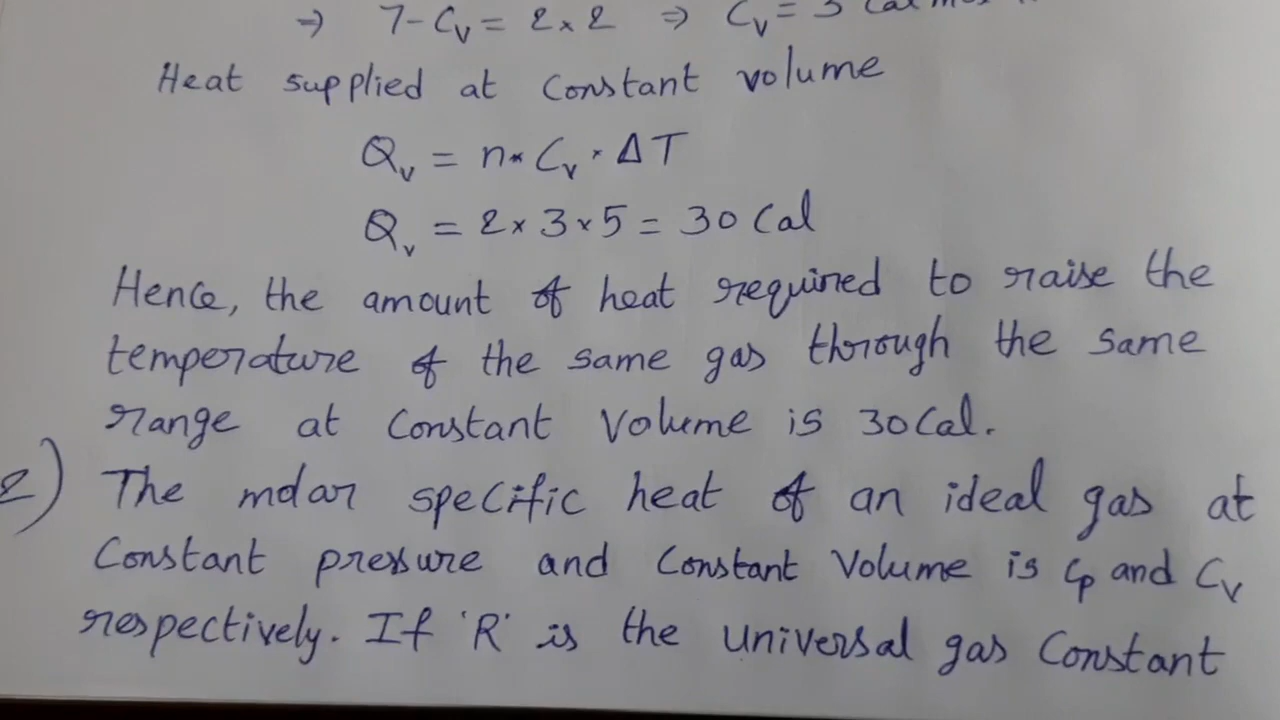 ⇒ 7 - Cv = 2 × 2 ⇒ Cv = 3 Cal
Heat supplied at Constant volume
Qv = n × Cv × ΔT
Qv = 2 × 3 × 5 = 30 Cal
Hence, the amount of heat required to raise the
temperature of the same gas through the same
range at Constant Volume is 30 Cal.
2) The molar specific heat of an ideal gas at
Constant pressure and Constant Volume is Cp and Cv
respectively. If 'R' is the universal gas Constant